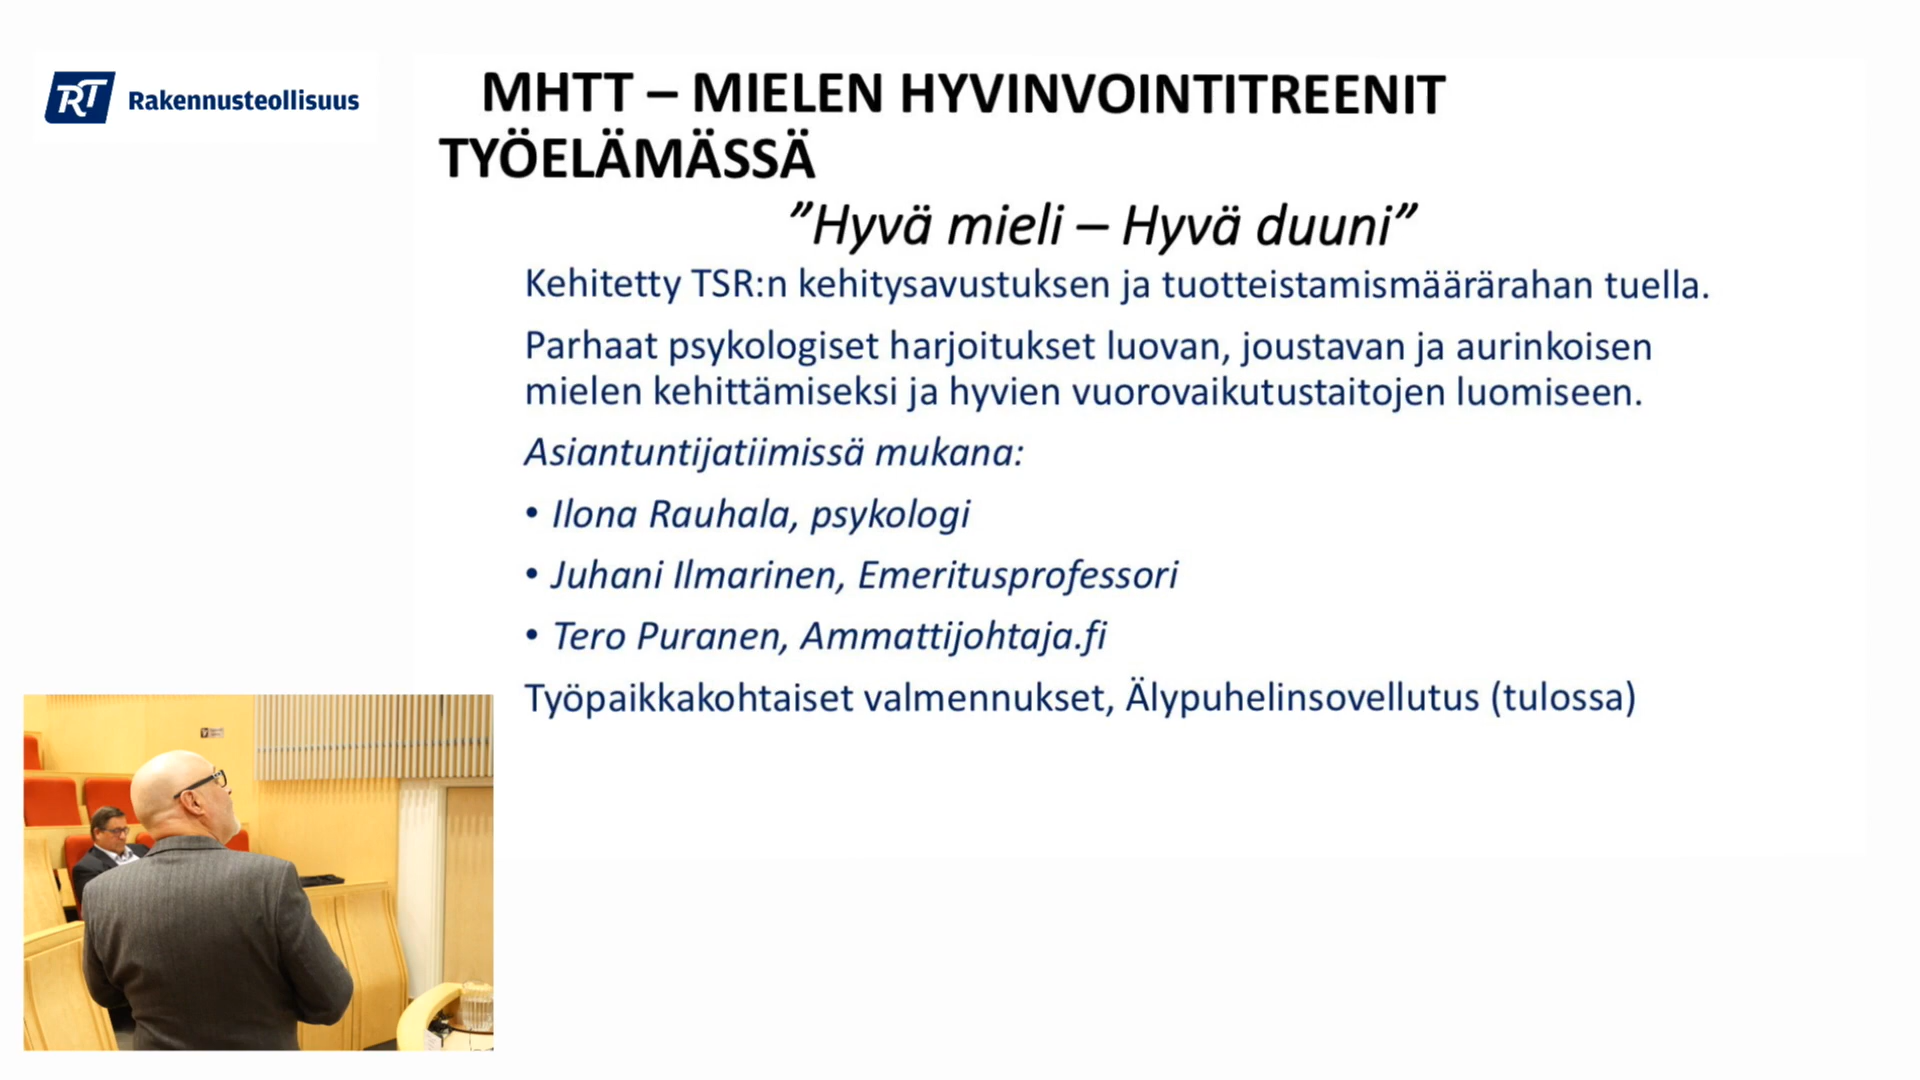 RT Rakennusteollisuus
MHTT – MIELEN HYVINVOINTITREENIT
TYÖELÄMÄSSÄ
”Hyvä mieli – Hyvä duuni”
Kehitetty TSR:n kehitysavustuksen ja tuotteistamismäärärahan tuella.
Parhaat psykologiset harjoitukset luovan, joustavan ja aurinkoisen
mielen kehittämiseksi ja hyvien vuorovaikutustaitojen luomiseen.
Asiantuntijatiimissä mukana:
• Ilona Rauhala, psykologi
• Juhani Ilmarinen, Emeritusprofessori
• Tero Puranen, Ammattijohtaja.fi
Työpaikkakohtaiset valmennukset, Älypuhelinsovellutus (tulossa)